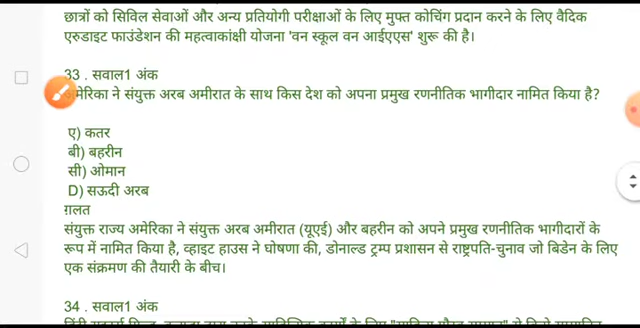 छात्रों को सिविल सेवाओं और अन्य प्रतियोगी परीक्षाओं के लिए मुफ्त कोचिंग प्रदान करने के लिए वैदिक
एरुडाइट फाउंडेशन की महत्वाकांक्षी योजना 'वन स्कूल वन आईएएस' शुरू की है।
33 . सवाल1 अंक
अमेरिका ने संयुक्त अरब अमीरात के साथ किस देश को अपना प्रमुख रणनीतिक भागीदार नामित किया है?
ए) कतर
बी) बहरीन
सी) ओमान
D) सऊदी अरब
ग़लत
संयुक्त राज्य अमेरिका ने संयुक्त अरब अमीरात (यूएई) और बहरीन को अपने प्रमुख रणनीतिक भागीदारों के
रूप में नामित किया है, व्हाइट हाउस ने घोषणा की, डोनाल्ड ट्रम्प प्रशासन से राष्ट्रपति-चुनाव जो बिडेन के लिए
एक संक्रमण की तैयारी के बीच।
34 . सवाल1 अंक